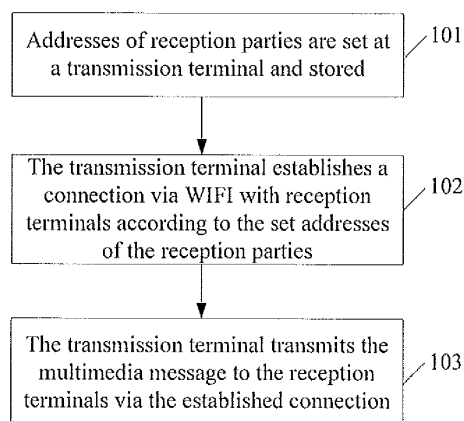 Addresses of reception parties are set at
a transmission terminal and stored
101
The transmission terminal establishes a
connection via WIFI with reception
terminals according to the set addresses
of the reception parties
102
The transmission terminal transmits the
multimedia message to the reception
terminals via the established connection
103